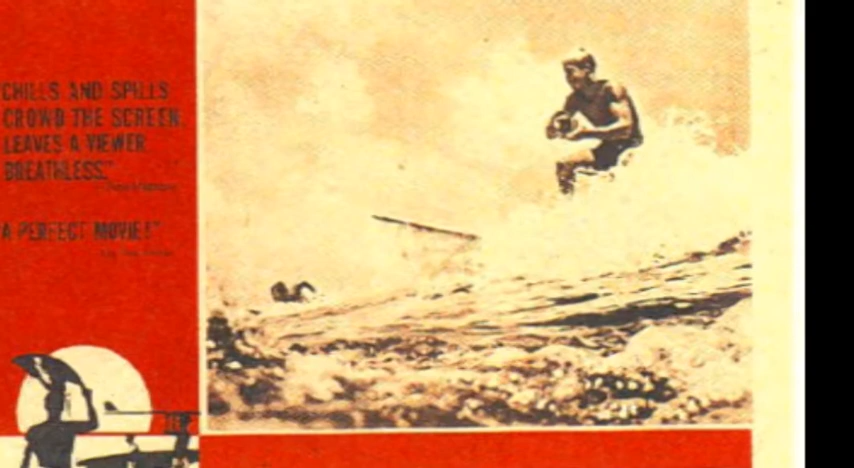 "CHILLS AND SPILLS
CROWD THE SCREEN.
LEAVES A VIEWER
BREATHLESS."
A PERFECT MOVIE!"